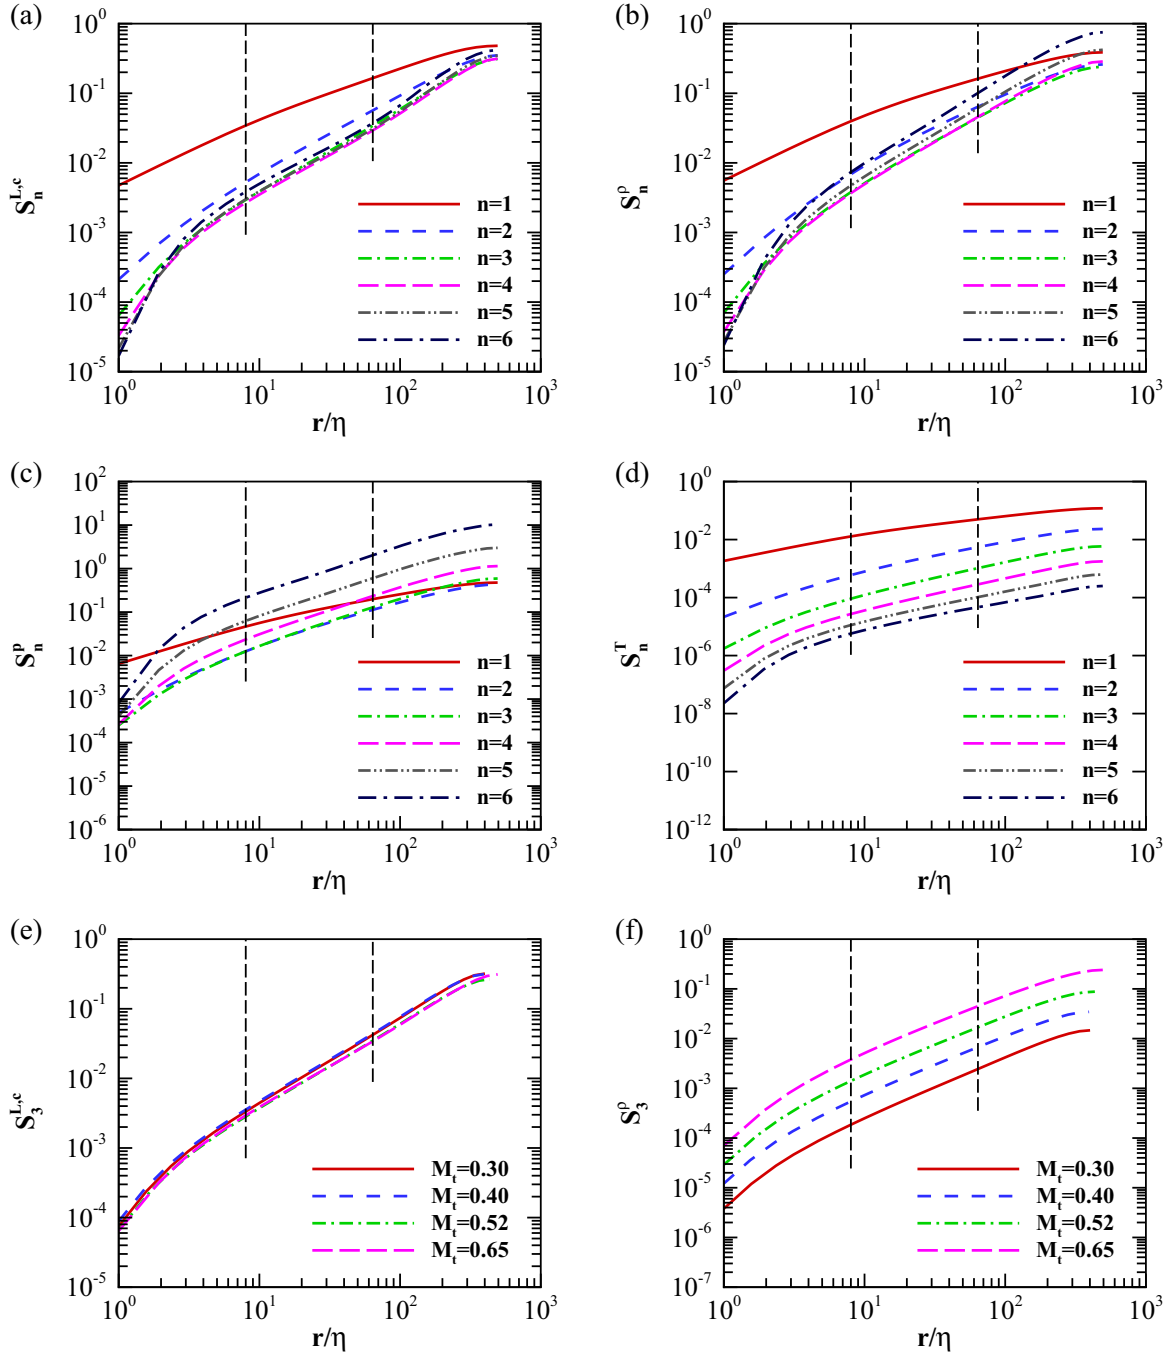 (a)
10^0
10^-1
10^-2
10^-3
10^-4
10^-5
S_n^{L,c}
n=1
n=2
n=3
n=4
n=5
n=6
10^0 10^1 10^2 10^3
r/η
(b)
10^0
10^-1
10^-2
10^-3
10^-4
10^-5
S_n^ρ
n=1
n=2
n=3
n=4
n=5
n=6
10^0 10^1 10^2 10^3
r/η
(c)
10^2
10^1
10^0
10^-1
10^-2
10^-3
10^-4
10^-5
10^-6
S_n^p
n=1
n=2
n=3
n=4
n=5
n=6
10^0 10^1 10^2 10^3
r/η
(d)
10^0
10^-2
10^-4
10^-6
10^-8
10^-10
10^-12
S_n^T
n=1
n=2
n=3
n=4
n=5
n=6
10^0 10^1 10^2 10^3
r/η
(e)
10^0
10^-1
10^-2
10^-3
10^-4
10^-5
S_3^{L,c}
M_t=0.30
M_t=0.40
M_t=0.52
M_t=0.65
10^0 10^1 10^2 10^3
r/η
(f)
10^0
10^-1
10^-2
10^-3
10^-4
10^-5
10^-6
10^-7
S_3^ρ
M_t=0.30
M_t=0.40
M_t=0.52
M_t=0.65
10^0 10^1 10^2 10^3
r/η